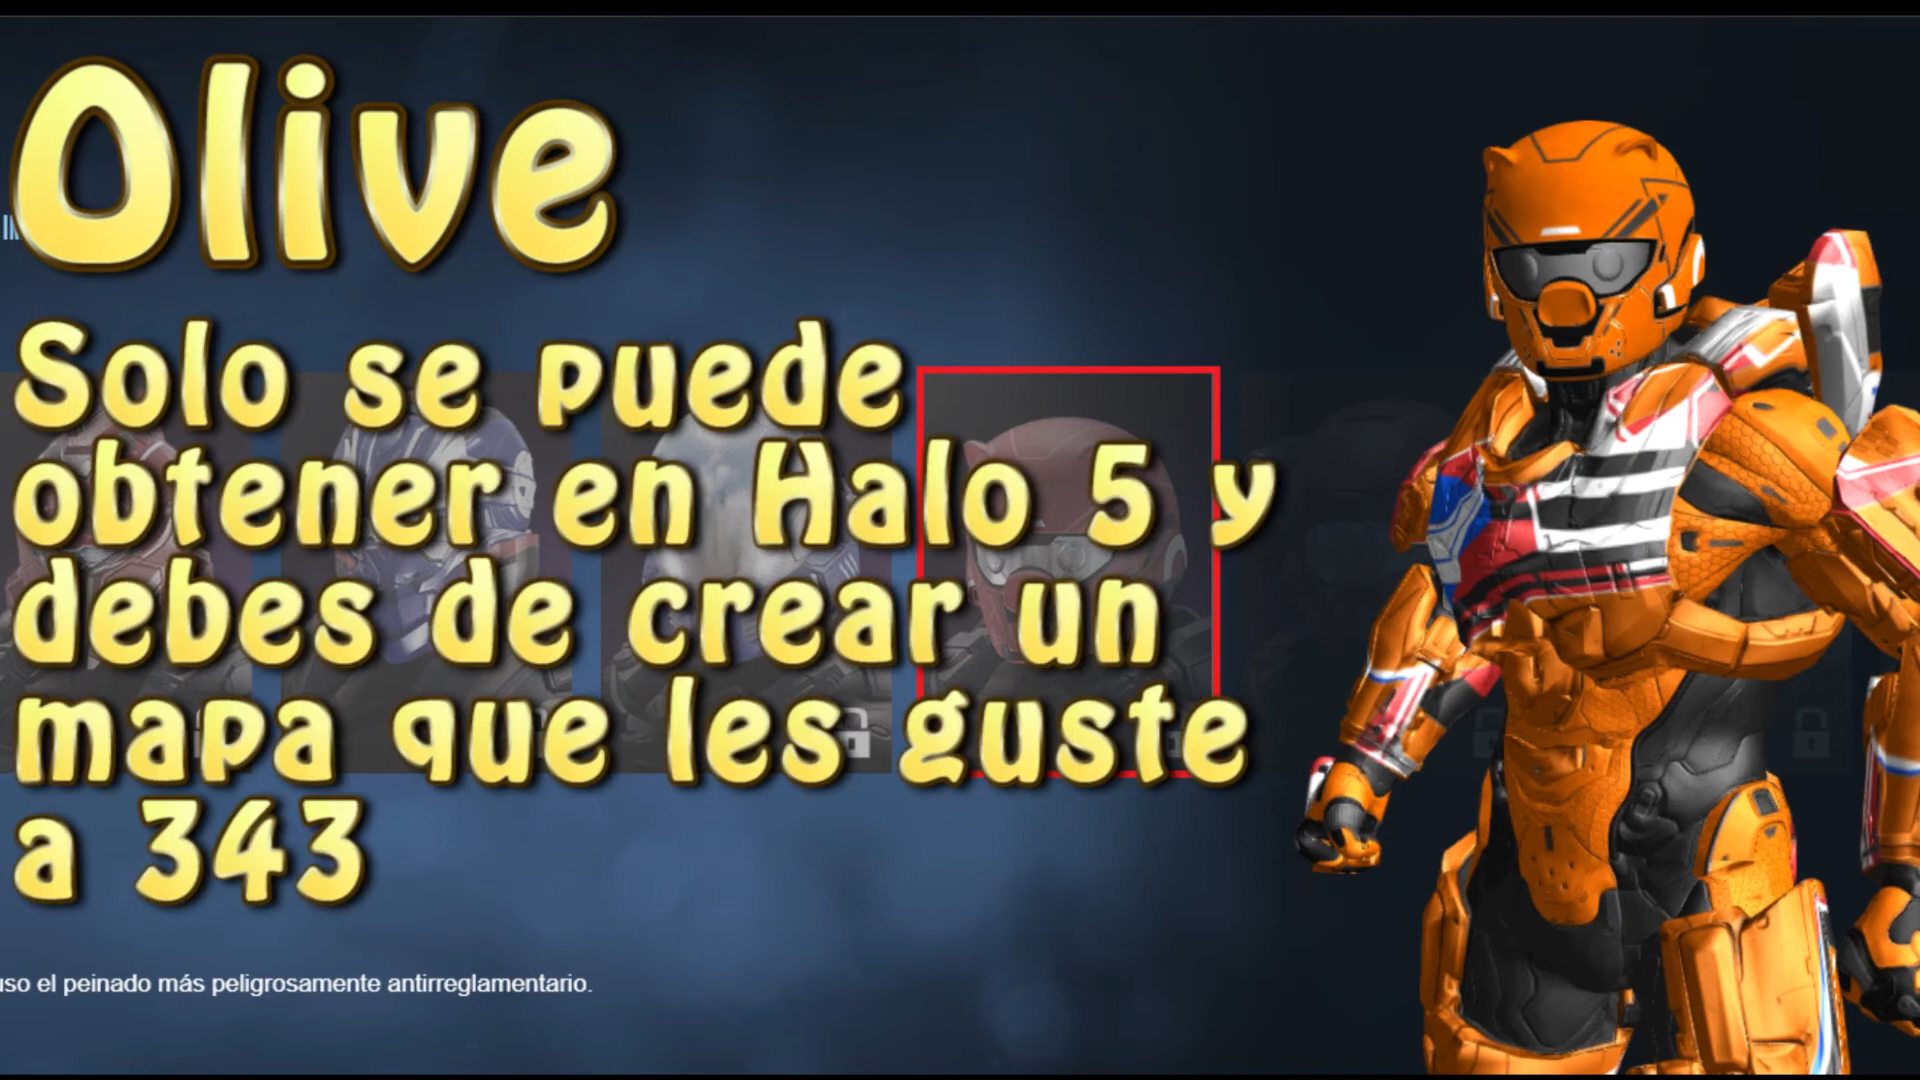 Olive
Solo se puede
obtener en Halo 5 y
debes de crear un
mapa que les guste
a 343
uso el peinado más peligrosamente antirreglamentario.